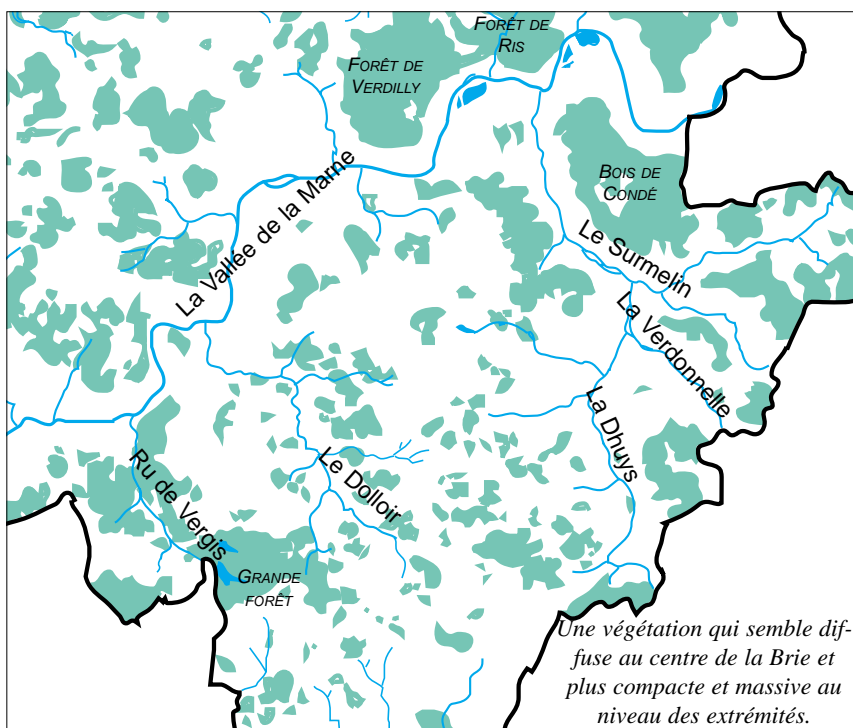 FORÊT DE
RIS
FORÊT DE
VERDILLY
BOIS DE
CONDÉ
La Vallée de la Marne
Le Surmelin
La Verdonnelle
La Dhuys
Le Dolloir
Ru de Vergis
GRANDE
FORÊT
Une végétation qui semble dif-
fuse au centre de la Brie et
plus compacte et massive au
niveau des extrémités.